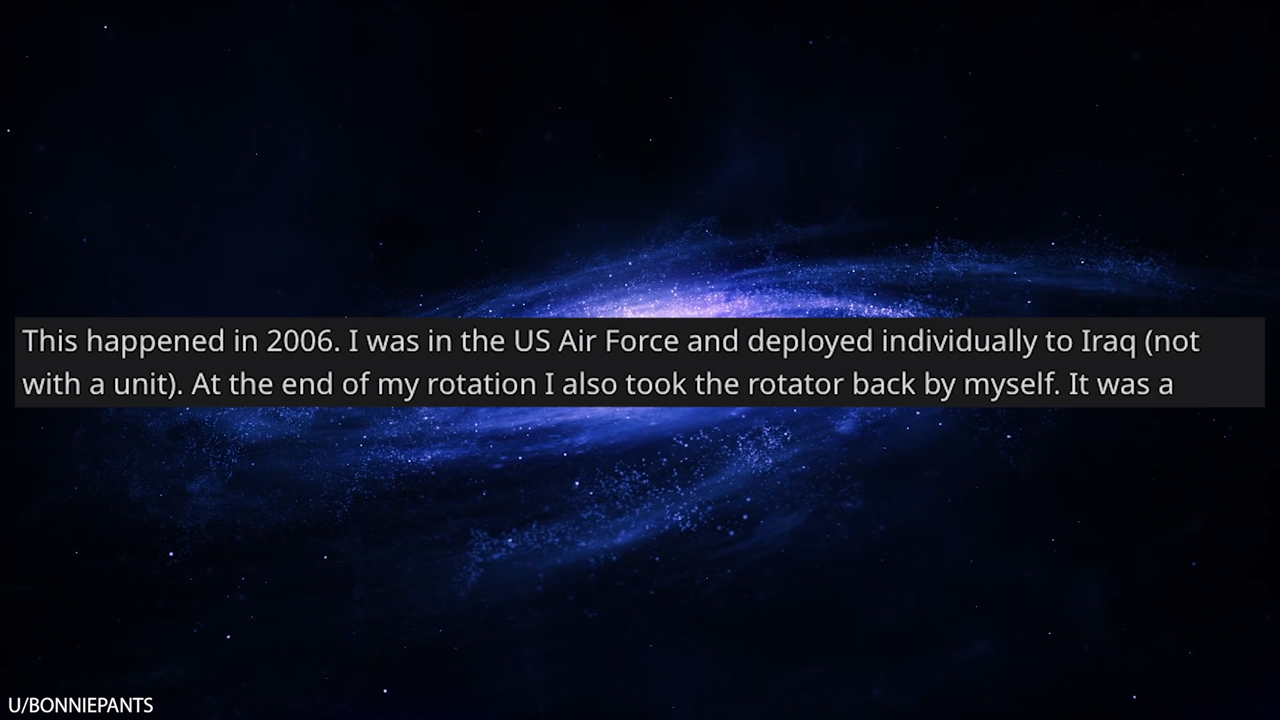 This happened in 2006. I was in the US Air Force and deployed individually to Iraq (not
with a unit). At the end of my rotation I also took the rotator back by myself. It was a
U/BONNIEPANTS